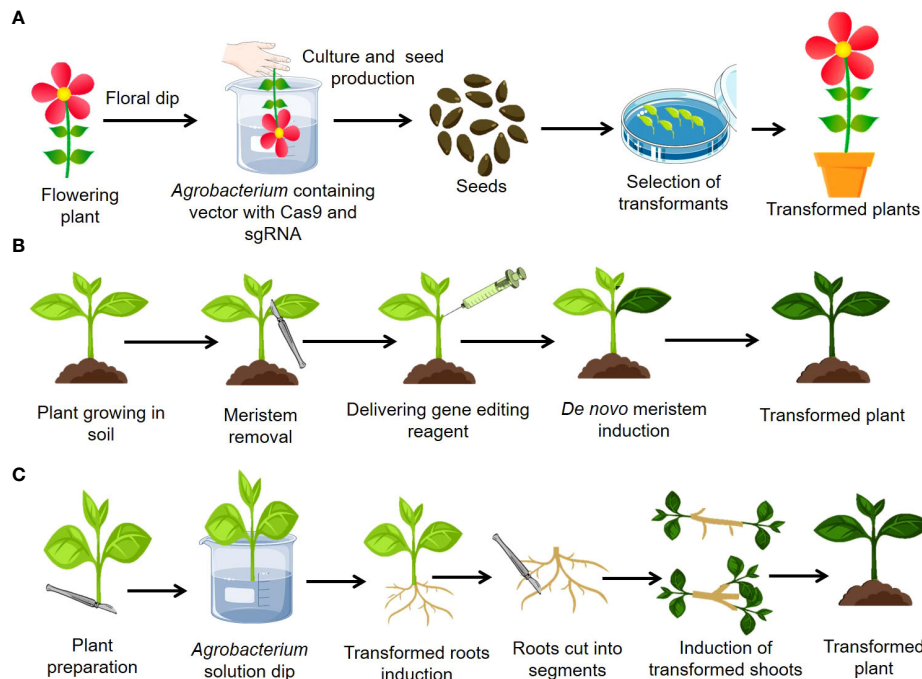 A
Floral dip
Culture and seed
production
Flowering
plant
Agrobacterium containing
vector with Cas9 and
sgRNA
Seeds
Selection of
transformants
Transformed plants
B
Plant growing in
soil
Meristem
removal
Delivering gene editing
reagent
De novo meristem
induction
Transformed plant
C
Plant
preparation
Agrobacterium
solution dip
Transformed roots
induction
Roots cut into
segments
Induction of
transformed shoots
Transformed
plant